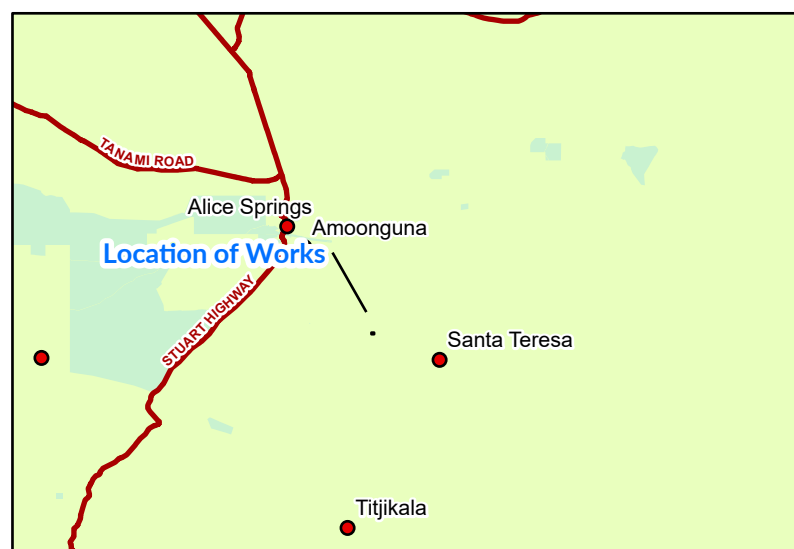 TANAMI ROAD
Alice Springs
Amoonguna
Location of Works
STUART HIGHWAY
Santa Teresa
Titjikala